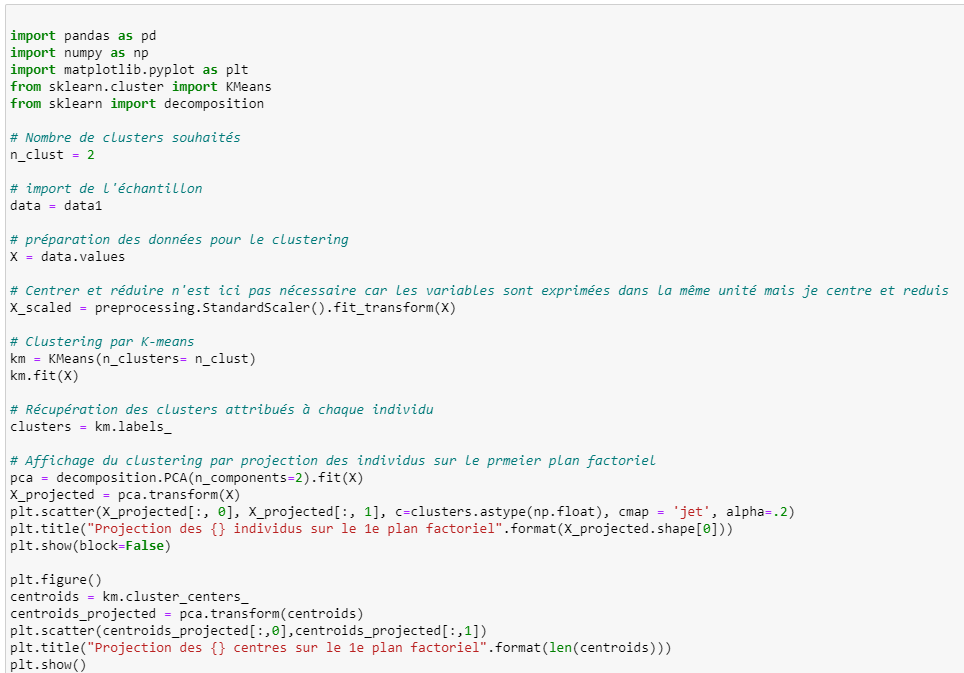 import pandas as pd
import numpy as np
import matplotlib.pyplot as plt
from sklearn.cluster import KMeans
from sklearn import decomposition
# Nombre de clusters souhaités
n_clust = 2
# import de l'échantillon
data = data1
# préparation des données pour le clustering
X = data.values
# Centrer et réduire n'est ici pas nécessaire car les variables sont exprimées dans la même unité mais je centre et reduis
X_scaled = preprocessing.StandardScaler().fit_transform(X)
# Clustering par K-means
km = KMeans(n_clusters= n_clust)
km.fit(X)
# Récupération des clusters attribués à chaque individu
clusters = km.labels_
# Affichage du clustering par projection des individus sur le prmeier plan factoriel
pca = decomposition.PCA(n_components=2).fit(X)
X_projected = pca.transform(X)
plt.scatter(X_projected[:, 0], X_projected[:, 1], c=clusters.astype(np.float), cmap = 'jet', alpha=.2)
plt.title("Projection des {} individus sur le 1e plan factoriel".format(X_projected.shape[0]))
plt.show(block=False)
plt.figure()
centroids = km.cluster_centers_
centroids_projected = pca.transform(centroids)
plt.scatter(centroids_projected[:,0],centroids_projected[:,1])
plt.title("Projection des {} centres sur le 1e plan factoriel".format(len(centroids)))
plt.show()